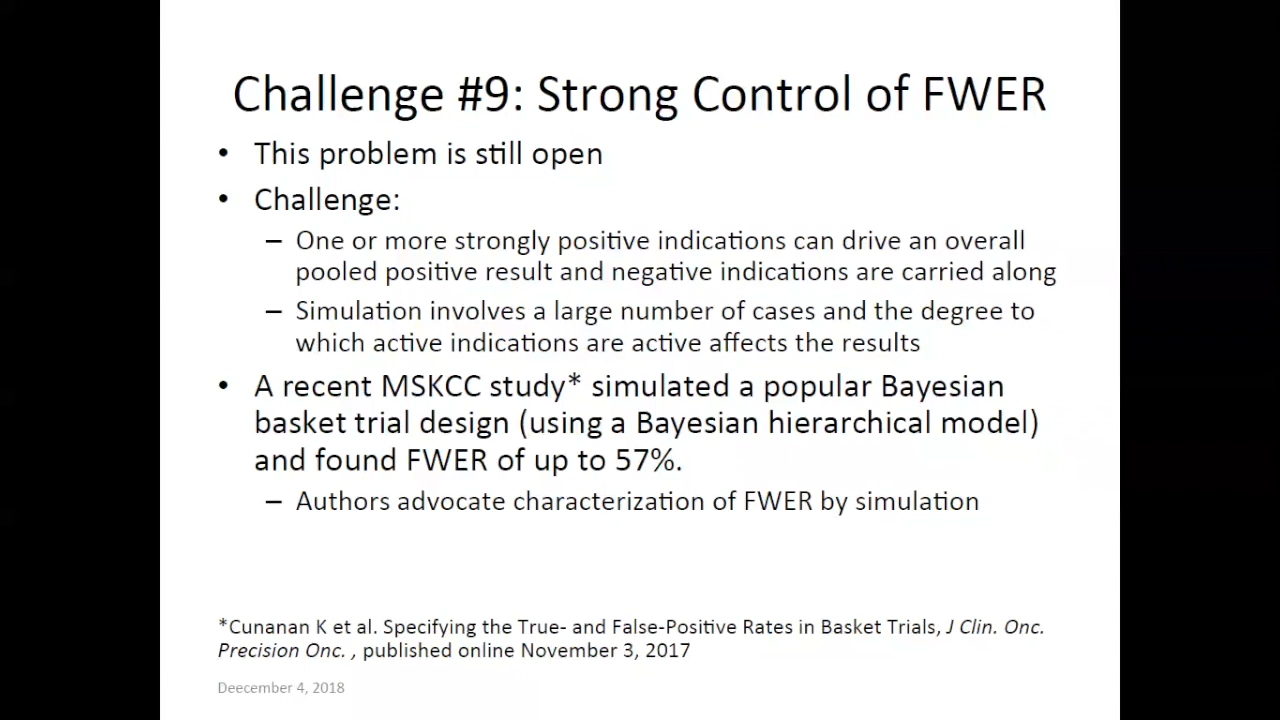 Challenge #9: Strong Control of FWER
• This problem is still open
• Challenge:
– One or more strongly positive indications can drive an overall
pooled positive result and negative indications are carried along
– Simulation involves a large number of cases and the degree to
which active indications are active affects the results
• A recent MSKCC study* simulated a popular Bayesian
basket trial design (using a Bayesian hierarchical model)
and found FWER of up to 57%.
– Authors advocate characterization of FWER by simulation
*Cunanan K et al. Specifying the True- and False-Positive Rates in Basket Trials, J Clin. Onc.
Precision Onc. , published online November 3, 2017
Deecember 4, 2018